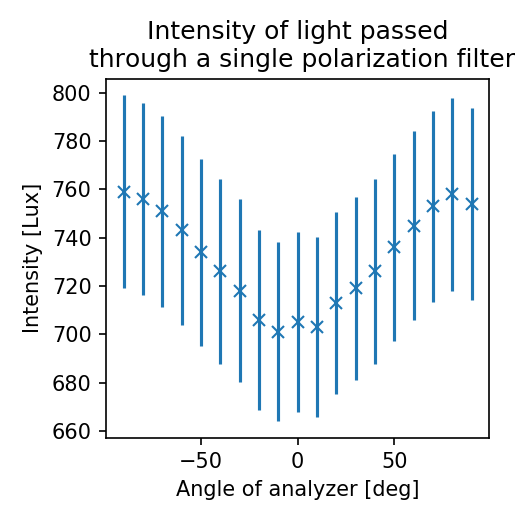 Intensity of light passed
through a single polarization filter
800
780
760
740
720
700
680
660
Intensity [Lux]
−50
0
50
Angle of analyzer [deg]